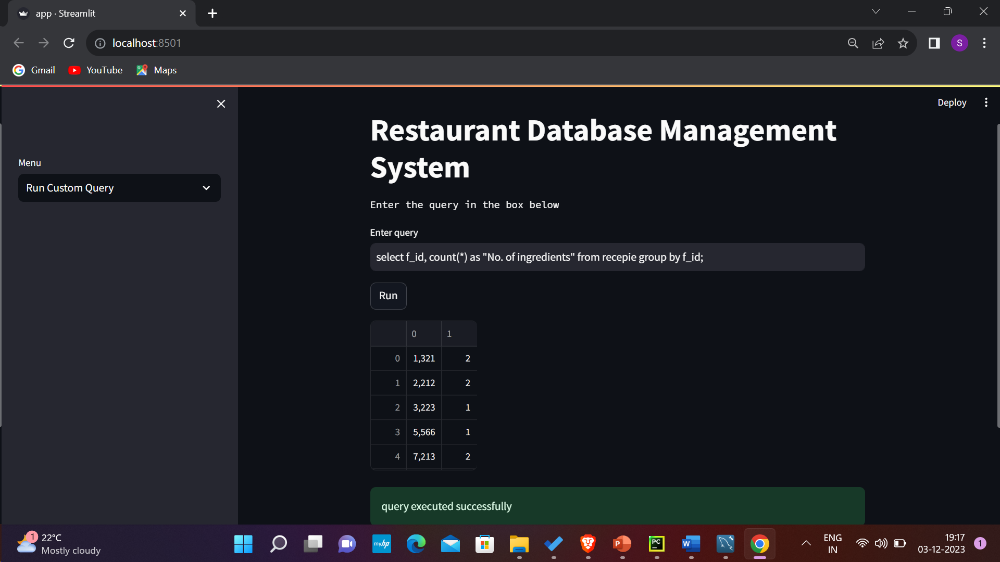 app · Streamlit
localhost:8501
S
Gmail
YouTube
Maps
Deploy
Menu
Run Custom Query
Restaurant Database Management
System
Enter the query in the box below
Enter query
select f_id, count(*) as "No. of ingredients" from recepie group by f_id;
Run
0 1
0 1,321 2
1 2,212 2
2 3,223 1
3 5,566 1
4 7,213 2
query executed successfully
1
22°C
Mostly cloudy
myhp
P
PC
W
ENG
IN
19:17
03-12-2023
1